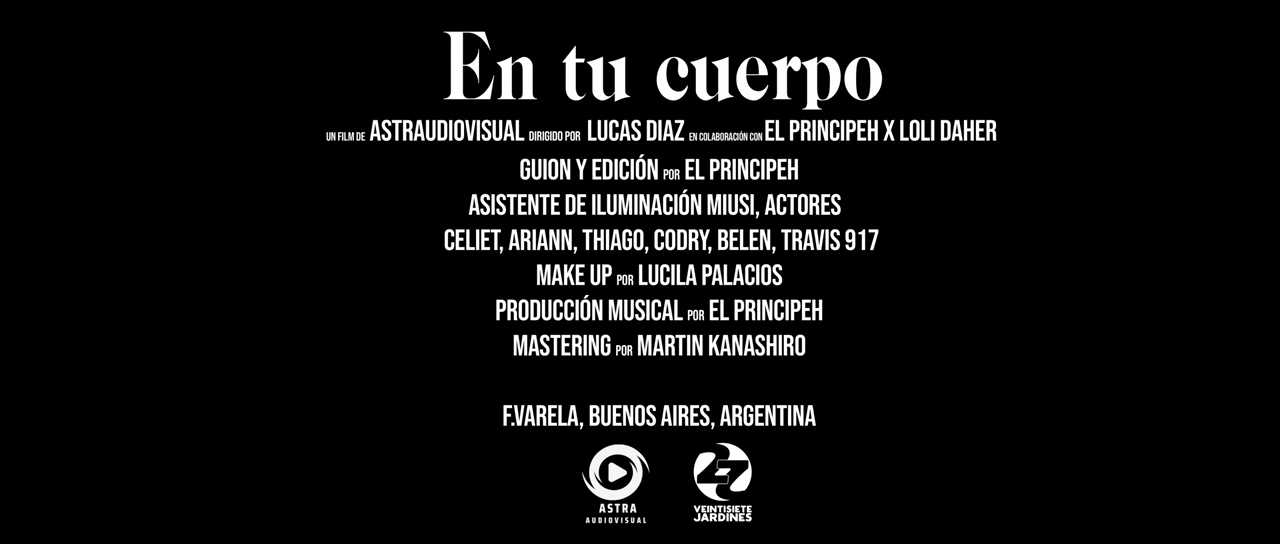 En tu cuerpo
UN FILM DE ASTRAUDIOVISUAL DIRIGIDO POR LUCAS DIAZ EN COLABORACIÓN CON EL PRINCIPEH X LOLI DAHER
GUION Y EDICIÓN POR EL PRINCIPEH
ASISTENTE DE ILUMINACIÓN MIUSI, ACTORES
CELIET, ARIANN, THIAGO, CODRY, BELEN, TRAVIS 917
MAKE UP POR LUCILA PALACIOS
PRODUCCIÓN MUSICAL POR EL PRINCIPEH
MASTERING POR MARTIN KANASHIRO
F.VARELA, BUENOS AIRES, ARGENTINA
ASTRA
AUDIOVISUAL
27
VEINTISIETE
JARDINES